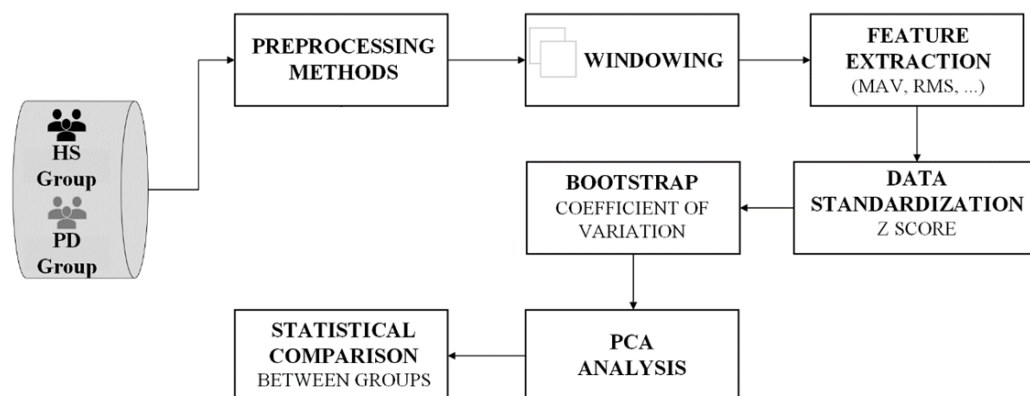 HS
Group
PD
Group
PREPROCESSING
METHODS
WINDOWING
FEATURE
EXTRACTION
(MAV, RMS, ...)
DATA
STANDARDIZATION
Z SCORE
BOOTSTRAP
COEFFICIENT OF
VARIATION
PCA
ANALYSIS
STATISTICAL
COMPARISON
BETWEEN GROUPS